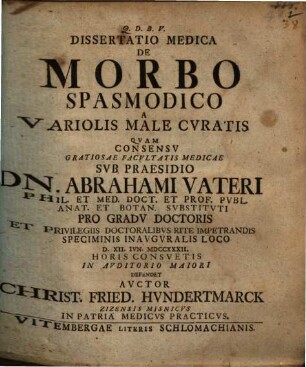 Q. D. B. V.
DISSERTATIO MEDICA
DE
MORBO
SPASMODICO
A
VARIOLIS MALE CVRATIS
QVAM
CONSENSV
GRATIOSAE FACVLTATIS MEDICAE
SVB PRAESIDIO
DN. ABRAHAMI VATERI
PHIL. ET MED. DOCT. ET PROF. PVBL.
ANAT. ET BOTAN. SVBSTITVTI
PRO GRADV DOCTORIS
ET PRIVILEGIIS DOCTORALIBVS RITE IMPETRANDIS
SPECIMINIS INAVGVRALIS LOCO
D. XII. IVN. MDCCXXXII.
HORIS CONSVETIS
IN AVDITORIO MAIORI
DEFENDET
AVCTOR
CHRIST. FRIED. HVNDERTMARCK
ZIZENSIS MISNICVS
IN PATRIA MEDICVS PRACTICVS.
VITEMBERGAE LITERIS SCHLOMACHIANIS.